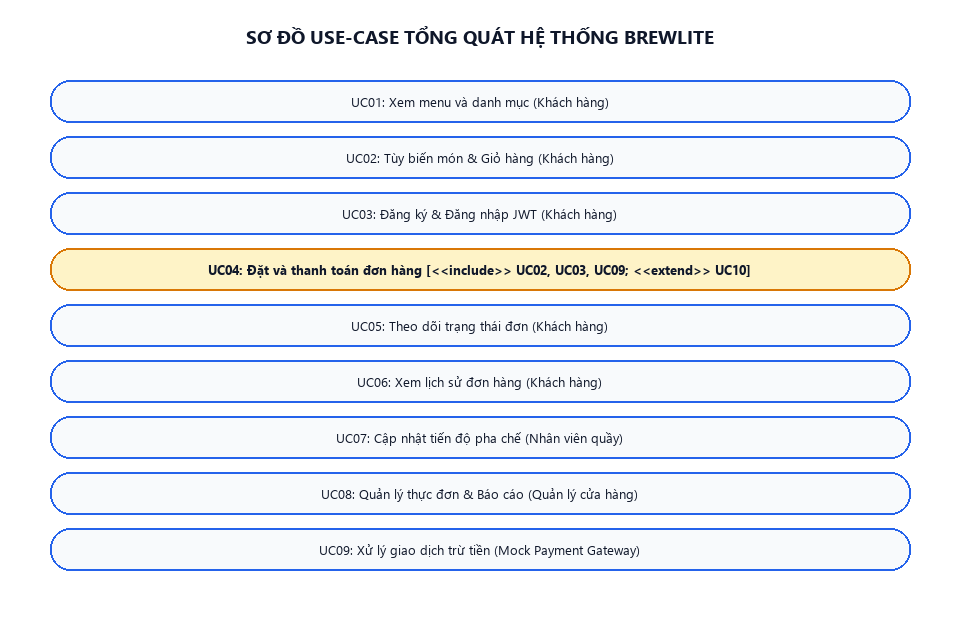 SƠ ĐỒ USE-CASE TỔNG QUÁT HỆ THỐNG BREWLITE
UC01: Xem menu và danh mục (Khách hàng)
UC02: Tùy biến món & Giỏ hàng (Khách hàng)
UC03: Đăng ký & Đăng nhập JWT (Khách hàng)
UC04: Đặt và thanh toán đơn hàng [<<include>> UC02, UC03, UC09; <<extend>> UC10]
UC05: Theo dõi trạng thái đơn (Khách hàng)
UC06: Xem lịch sử đơn hàng (Khách hàng)
UC07: Cập nhật tiến độ pha chế (Nhân viên quầy)
UC08: Quản lý thực đơn & Báo cáo (Quản lý cửa hàng)
UC09: Xử lý giao dịch trừ tiền (Mock Payment Gateway)